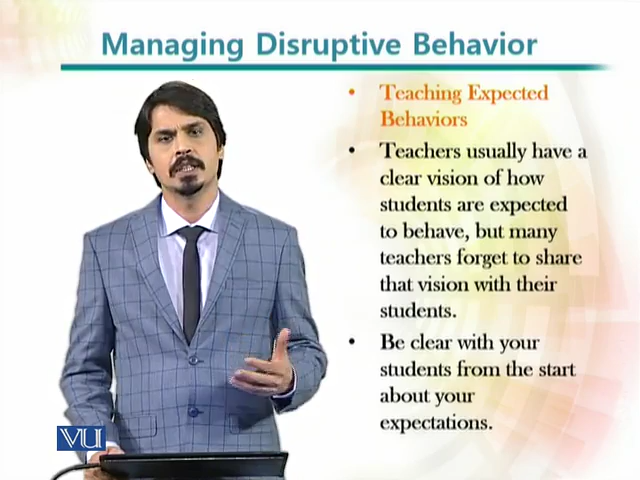 Managing Disruptive Behavior
• Teaching Expected
Behaviors
• Teachers usually have a
clear vision of how
students are expected
to behave, but many
teachers forget to share
that vision with their
students.
• Be clear with your
students from the start
about your
expectations.
VU